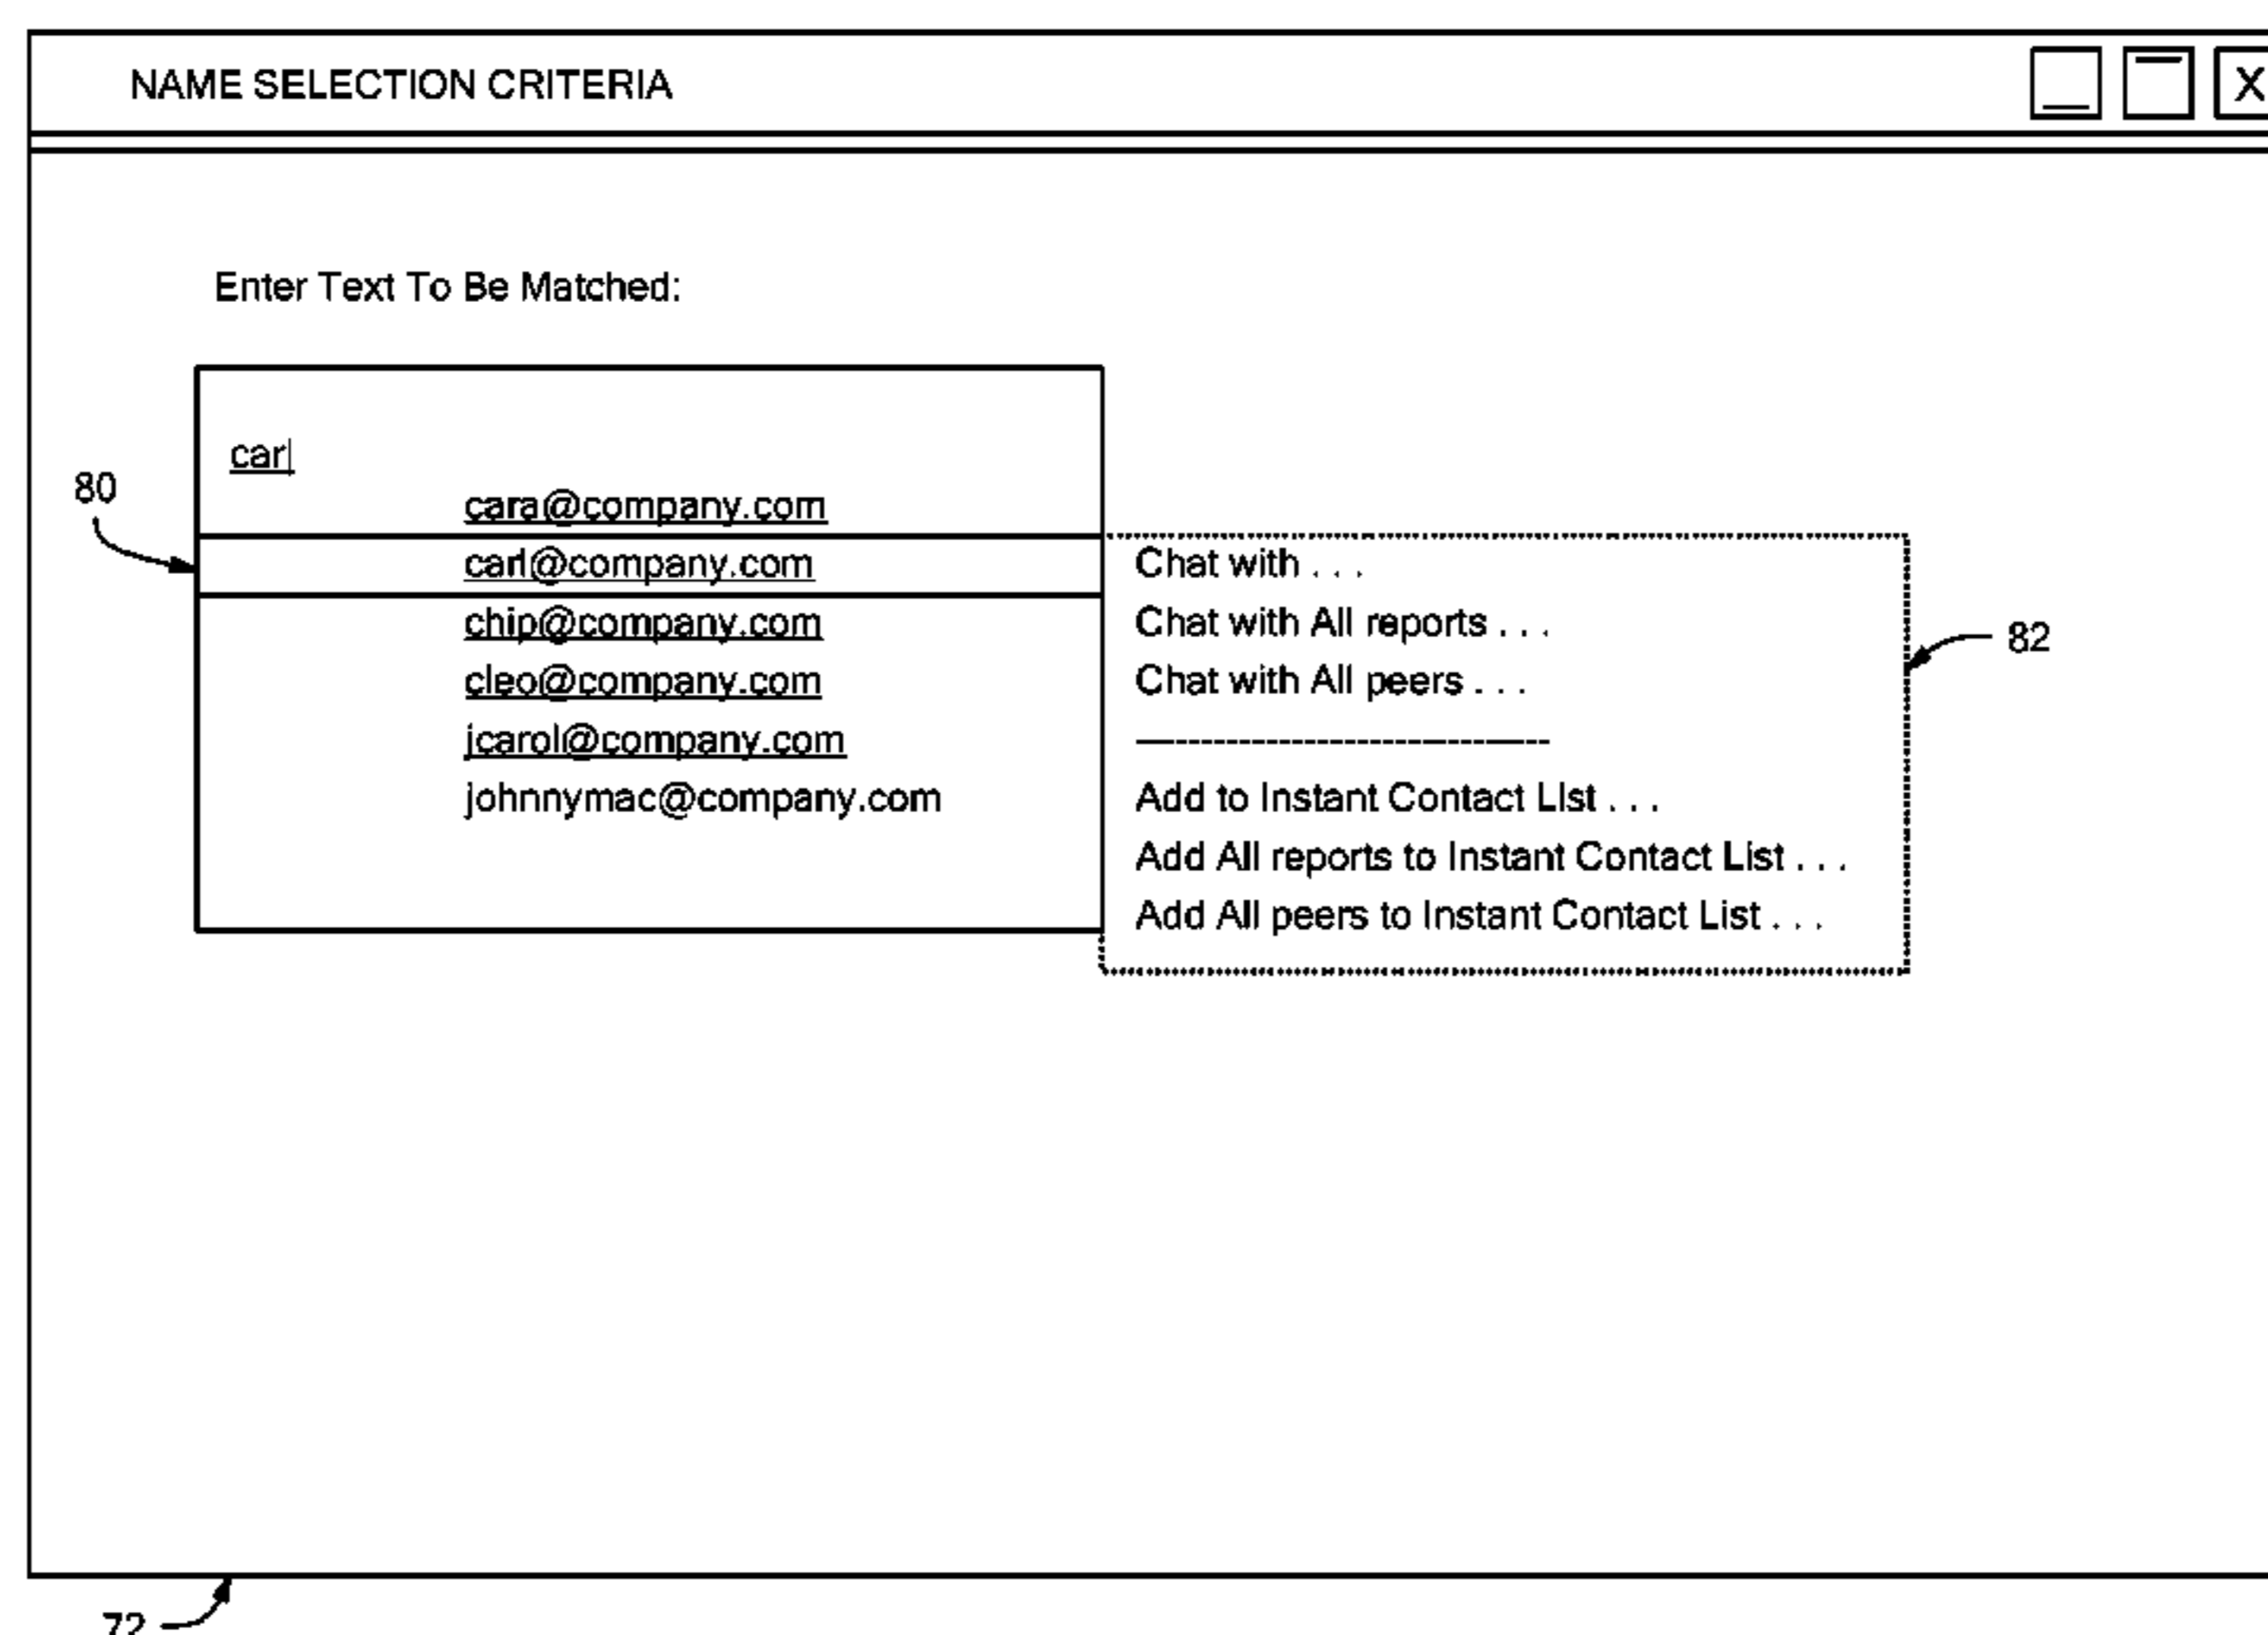 NAME SELECTION CRITERIA X
Enter Text To Be Matched:
car|
80
cara@company.com
carl@company.com Chat with . . .
chip@company.com Chat with All reports . . .
82
cleo@company.com Chat with All peers . . .
jcarol@company.com --------------------------------
johnnymac@company.com Add to Instant Contact List . . .
Add All reports to Instant Contact List . . .
Add All peers to Instant Contact List . . .
72